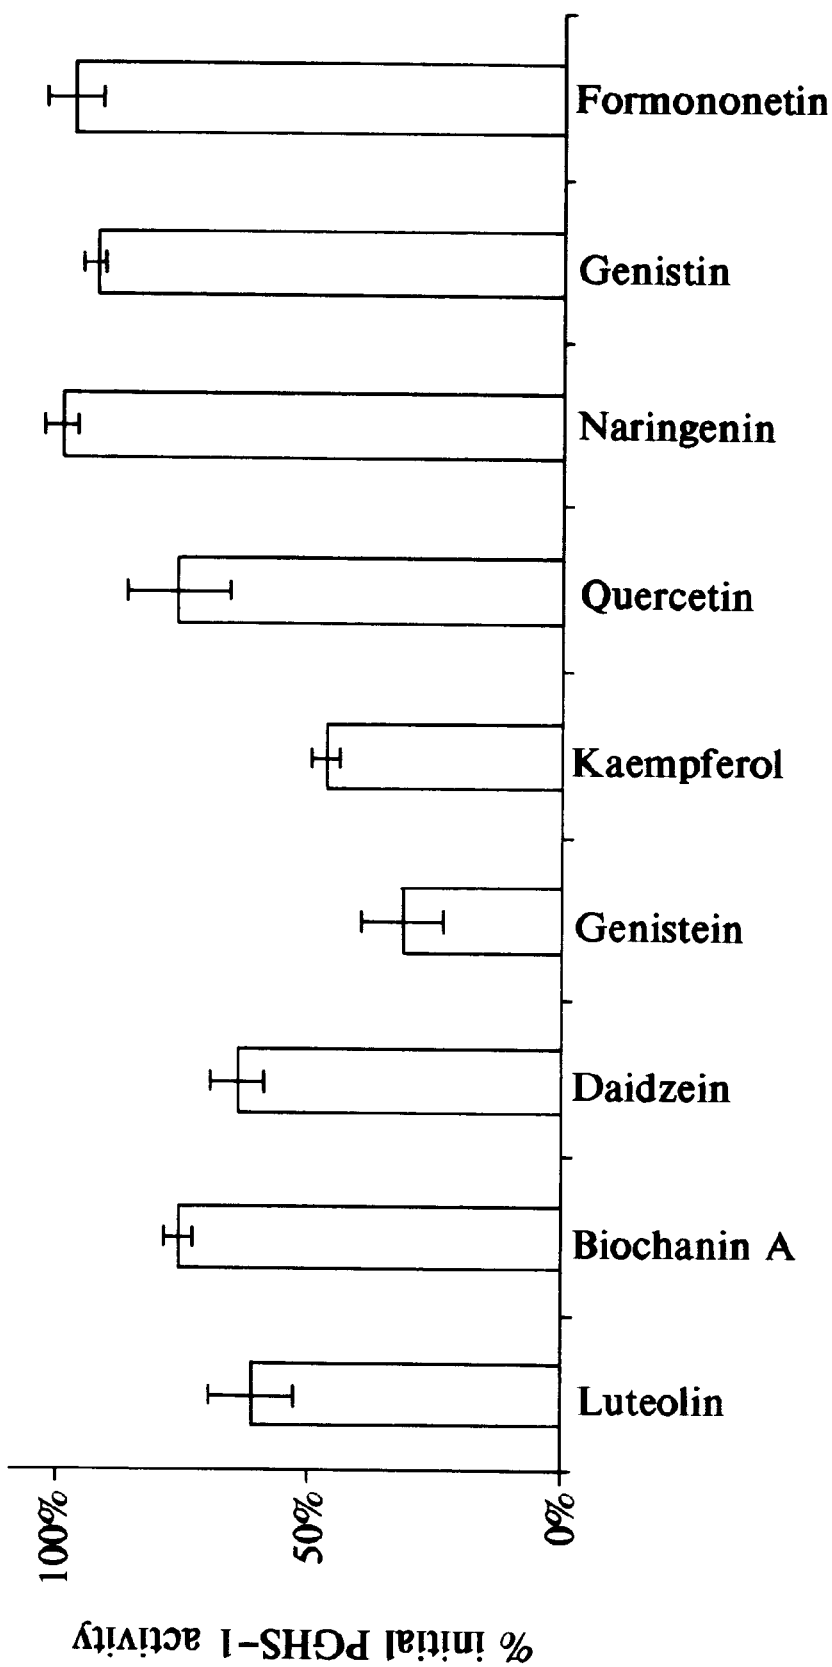 Formononetin
Genistin
Naringenin
Quercetin
Kaempferol
Genistein
Daidzein
Biochanin A
Luteolin
100%
50%
0%
% initial PGHS-1 activity